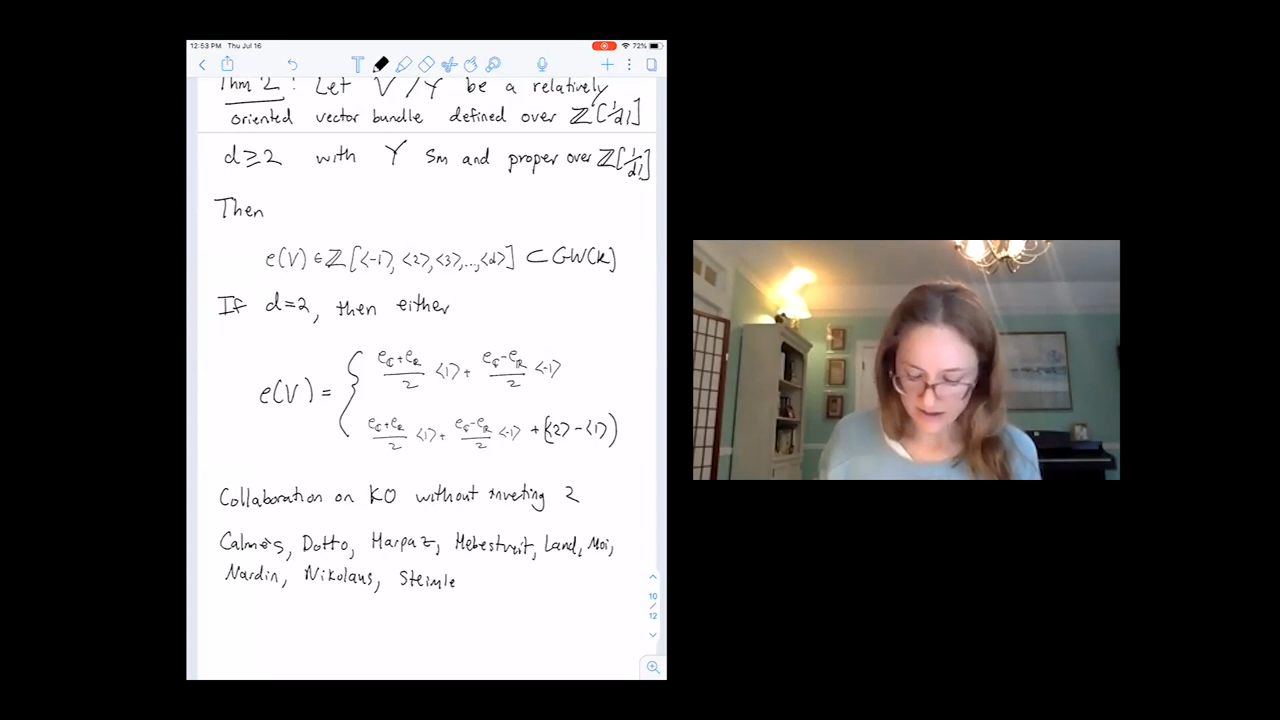 12:53 PM Thu Jul 16
72%
Thm 2: Let V/Y be a relatively
oriented vector bundle defined over ℤ[1/d!]
d≥2 with Y sm and proper over ℤ[1/d!]
Then
e(V) ∈ ℤ[<-1>, <2>, <3>, ..., <d>] ⊂ GW(k)
If d=2, then either
e(V) = { (e_ℂ+e_ℝ)/2 <1> + (e_ℂ-e_ℝ)/2 <-1>
(e_ℂ+e_ℝ)/2 <1> + (e_ℂ-e_ℝ)/2 <-1> + (<2> - <1>)
Collaboration on KO without inveting 2
Calmès, Dotto, Harpaz, Hebestreit, Land, Moi,
Nardin, Nikolaus, Steimle
10
/
12